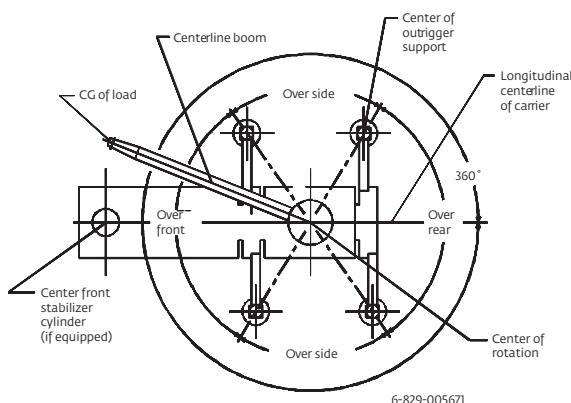 Center of
outrigger
support
Centerline boom
Longitudinal
centerline
of carrier
CG of load
Over side
360°
Over
front
Over
rear
Center front
stabilizer
cylinder
(if equipped)
Over side
Center of
rotation
6-829-005671